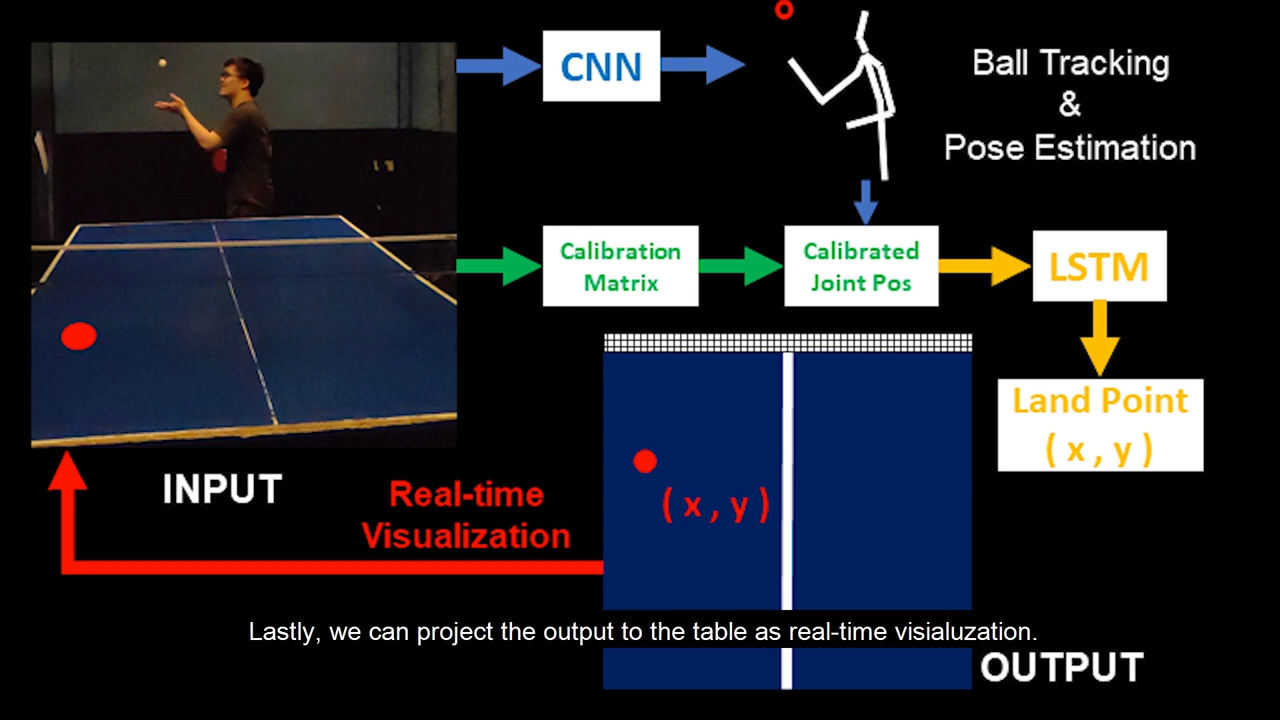 CNN
Ball Tracking
&
Pose Estimation
Calibration
Matrix
Calibrated
Joint Pos
LSTM
Land Point
( x , y )
INPUT
Real-time
Visualization
( x , y )
Lastly, we can project the output to the table as real-time visialuzation.
OUTPUT